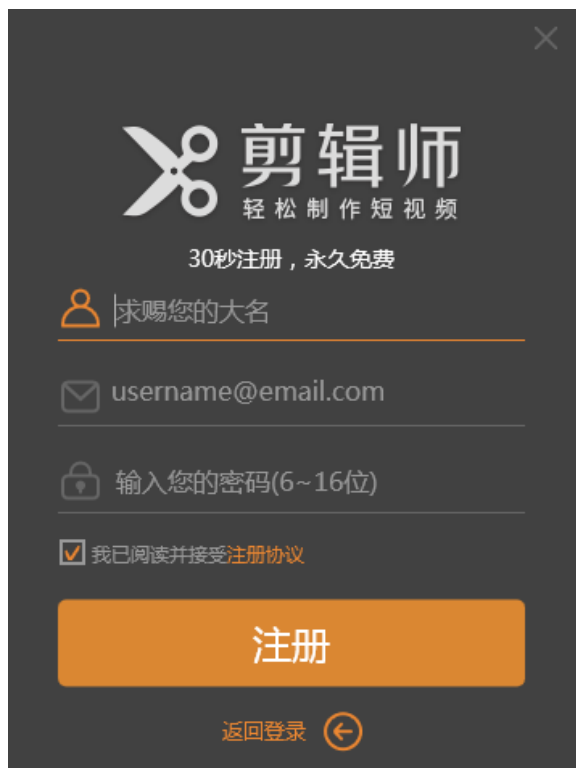 剪辑师
轻松制作短视频
30秒注册，永久免费
求赐您的大名
username@email.com
输入您的密码(6~16位)
我已阅读并接受注册协议
注册
返回登录